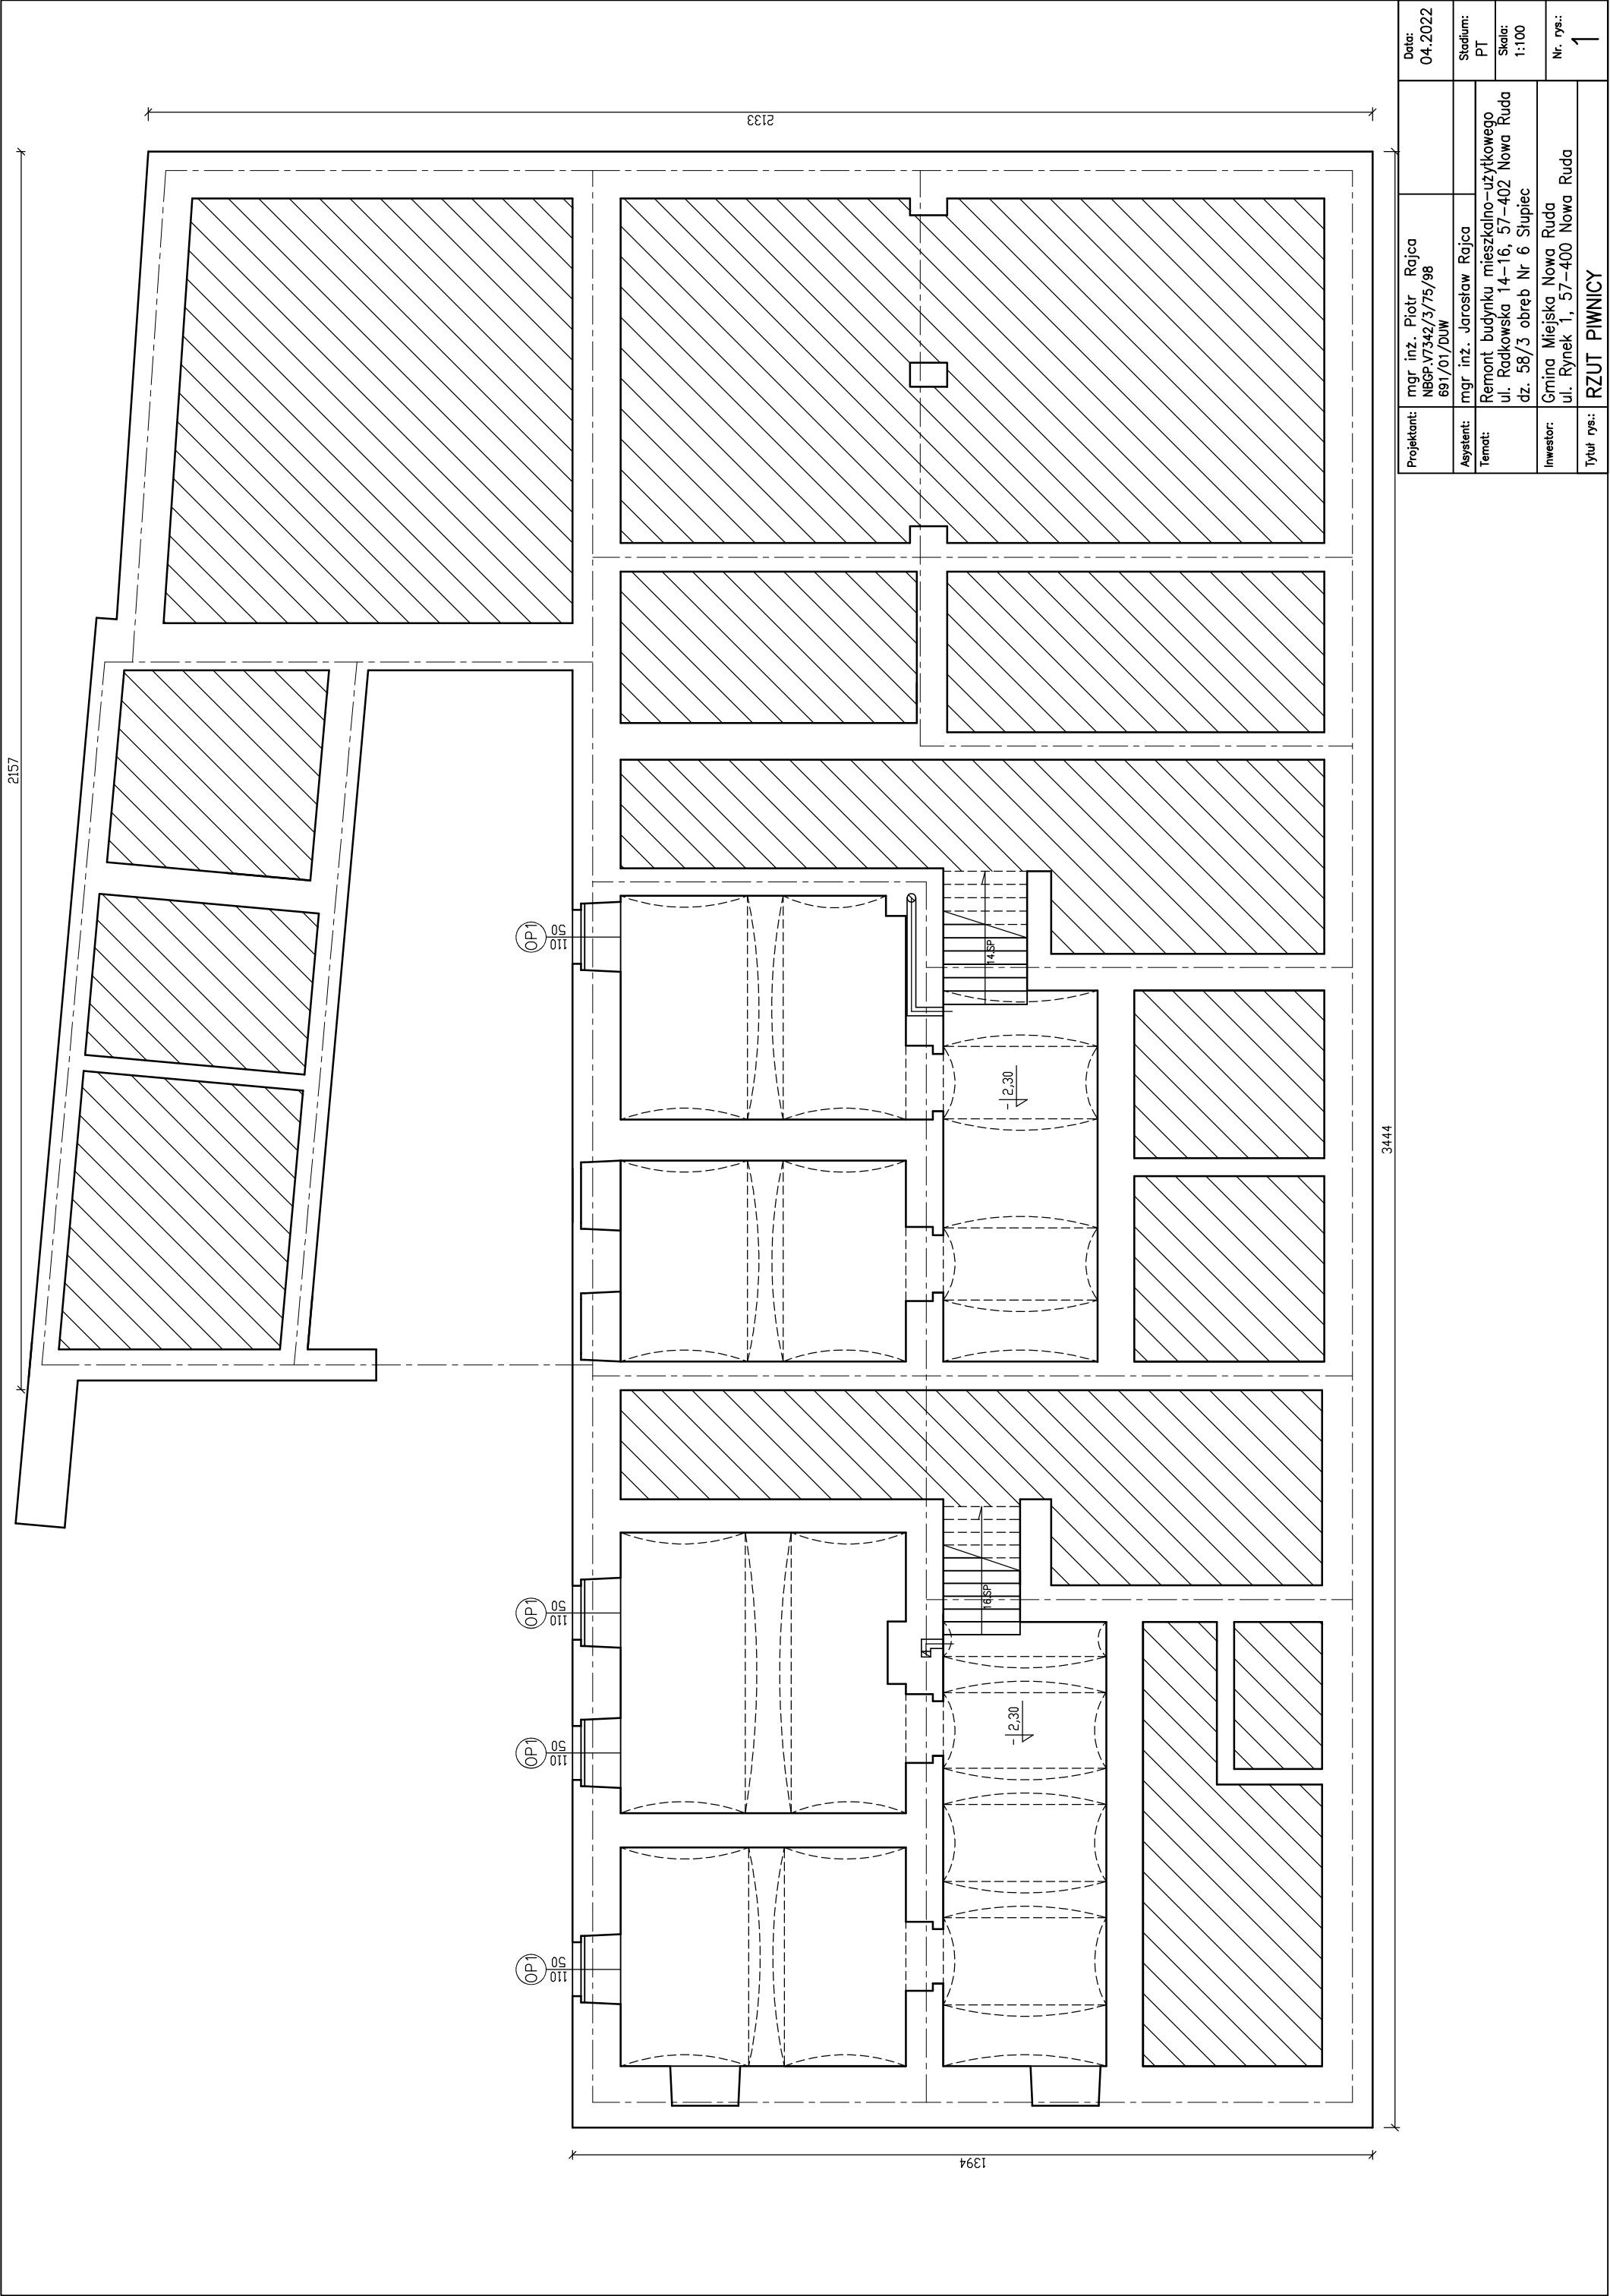 2157
2133
3444
1394
OP1
110
50
OP1
110
50
OP1
110
50
OP1
110
50
14.SP
16.SP
- 2,30
- 2,30
Projektant:
mgr inż. Piotr Rajca
NBGP.V7342/3/75/98
691/01/DUW
Data:
04.2022
Asystent:
mgr inż. Jarosław Rajca
Stadium:
PT
Temat:
Remont budynku mieszkalno-użytkowego
ul. Radkowska 14-16, 57-402 Nowa Ruda
dz. 58/3 obręb Nr 6 Słupiec
Skala:
1:100
Inwestor:
Gmina Miejska Nowa Ruda
ul. Rynek 1, 57-400 Nowa Ruda
Nr. rys.:
1
Tytuł rys.:
RZUT PIWNICY